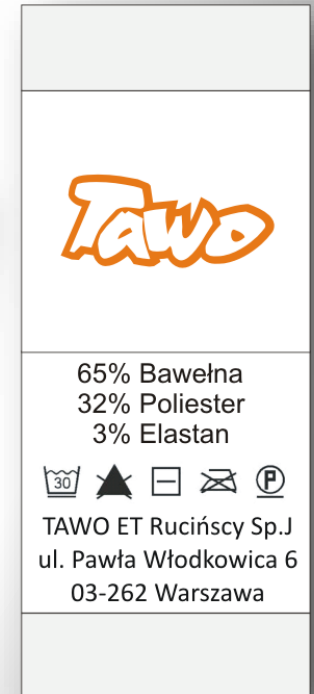 Tawo
65% Bawełna
32% Poliester
3% Elastan
30 P
TAWO ET Rucińscy Sp.J
ul. Pawła Włodkowica 6
03-262 Warszawa